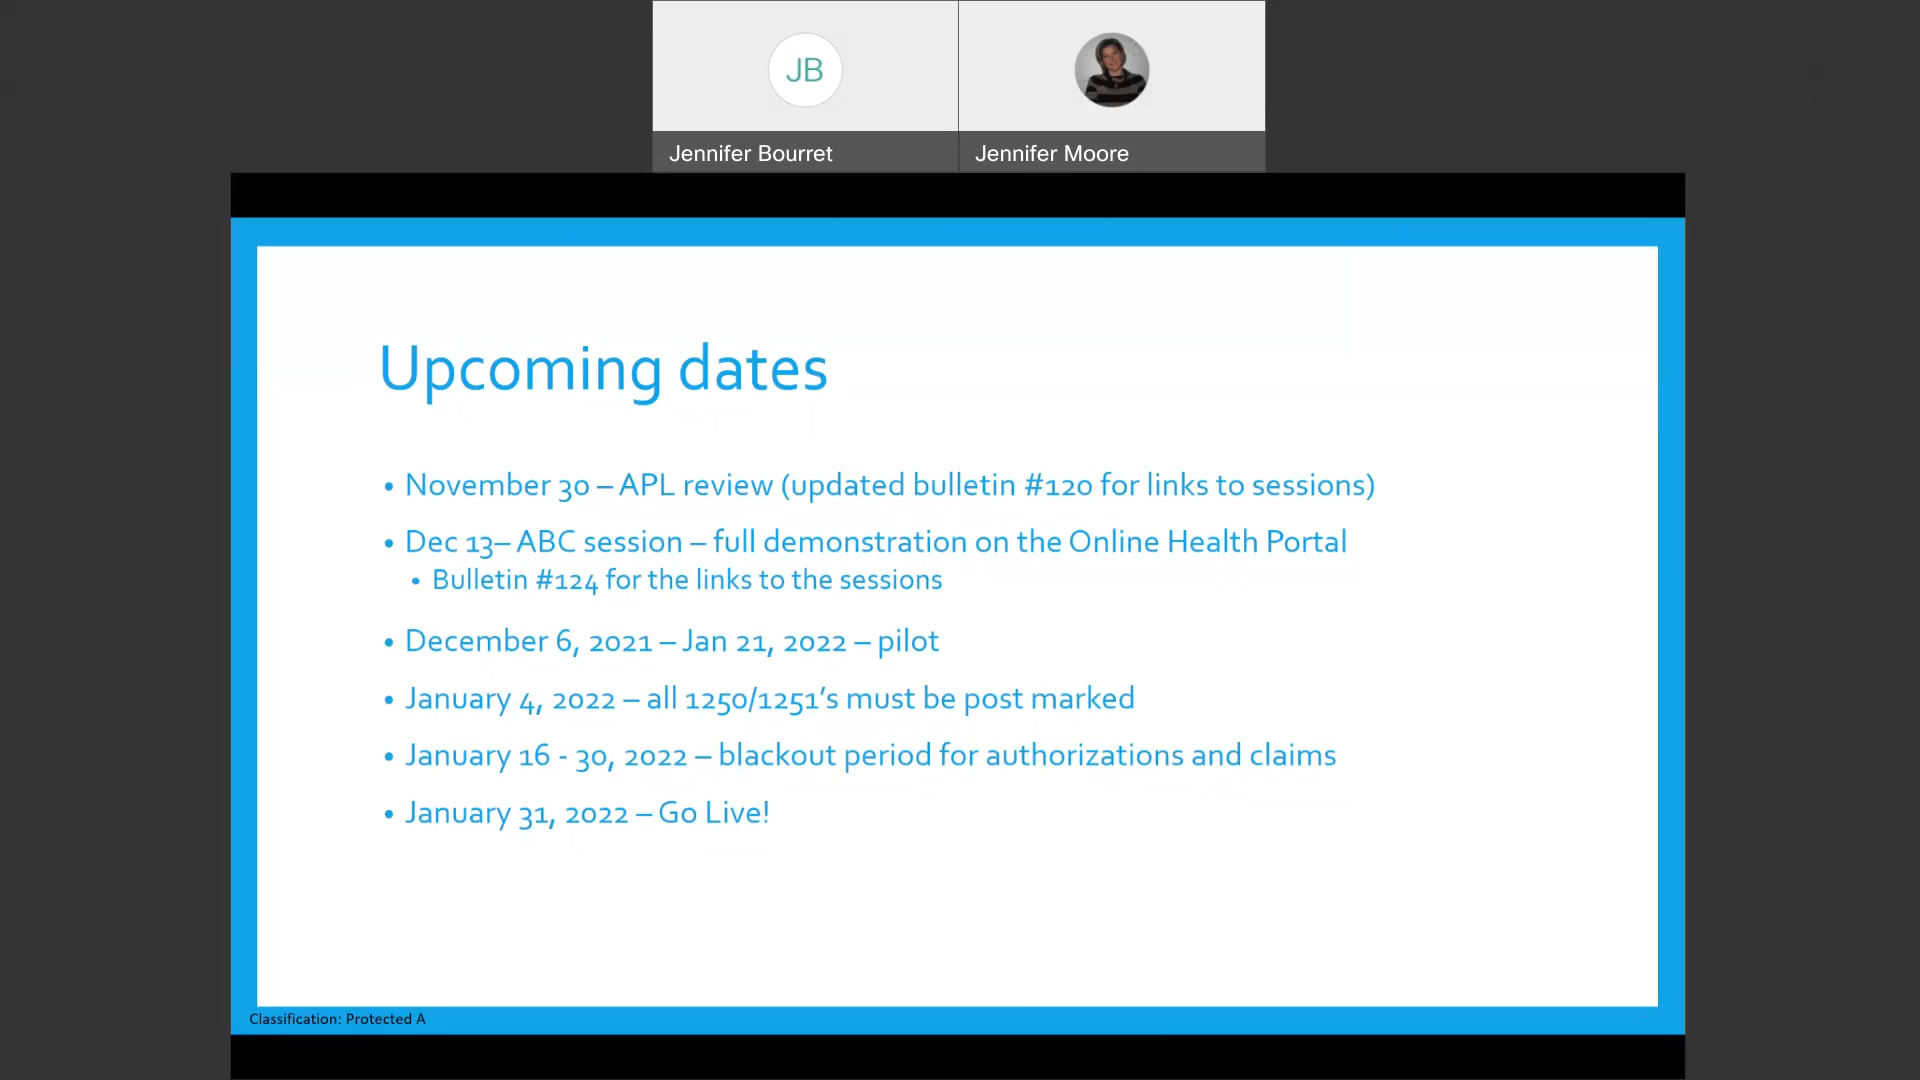 JB
Jennifer Bourret
Jennifer Moore
Upcoming dates
• November 30 – APL review (updated bulletin #120 for links to sessions)
• Dec 13– ABC session – full demonstration on the Online Health Portal
• Bulletin #124 for the links to the sessions
• December 6, 2021 – Jan 21, 2022 – pilot
• January 4, 2022 – all 1250/1251’s must be post marked
• January 16 - 30, 2022 – blackout period for authorizations and claims
• January 31, 2022 – Go Live!
Classification: Protected A